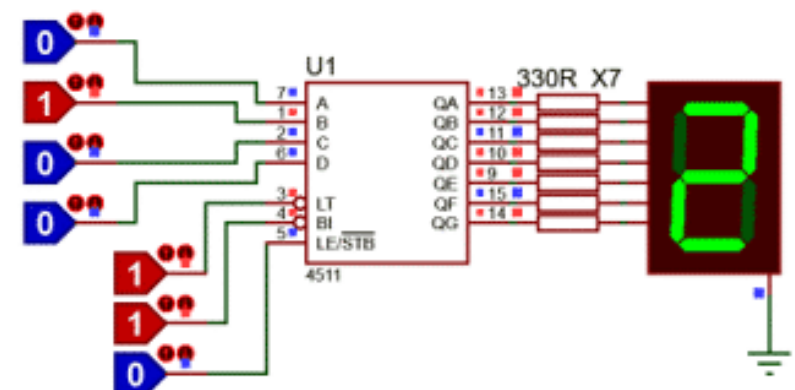 0
U1
330R X7
7 A QA 13
1
1 B QB 12
2 C QC 11
0
6 D QD 10
QE 9
3 LT QF 15
0
4 BI QG 14
5 LE/STB
1
4511
1
0
2